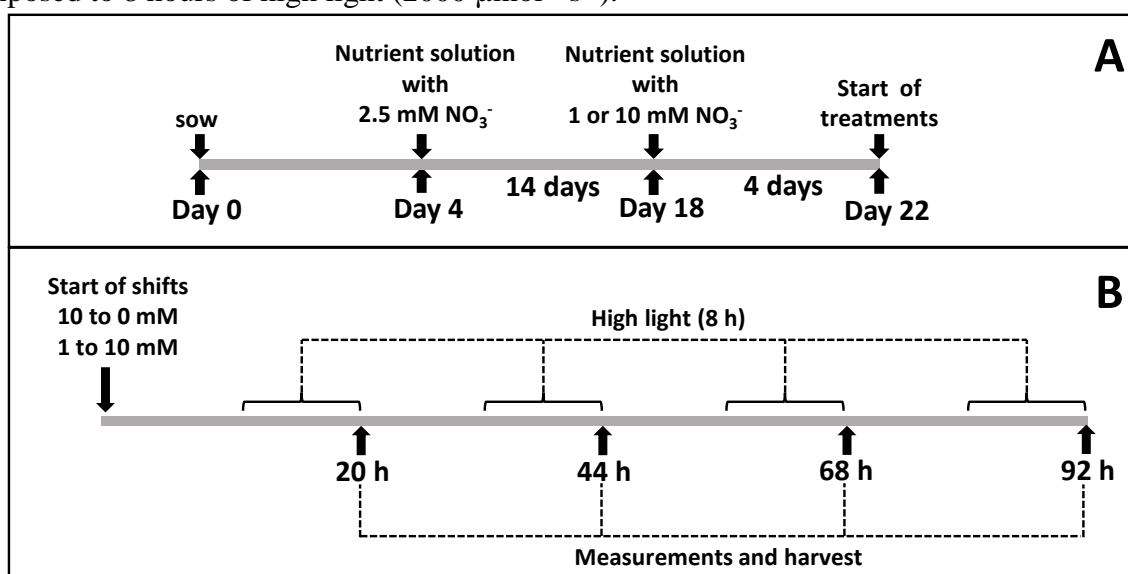 exposed to 8 hours of high light (2000 µmol⁻² s⁻¹).
A
Nutrient solution
with
2.5 mM NO₃⁻
Nutrient solution
with
1 or 10 mM NO₃⁻
Start of
treatments
sow
14 days
4 days
Day 0
Day 4
Day 18
Day 22
B
Start of shifts
10 to 0 mM
1 to 10 mM
High light (8 h)
20 h
44 h
68 h
92 h
Measurements and harvest